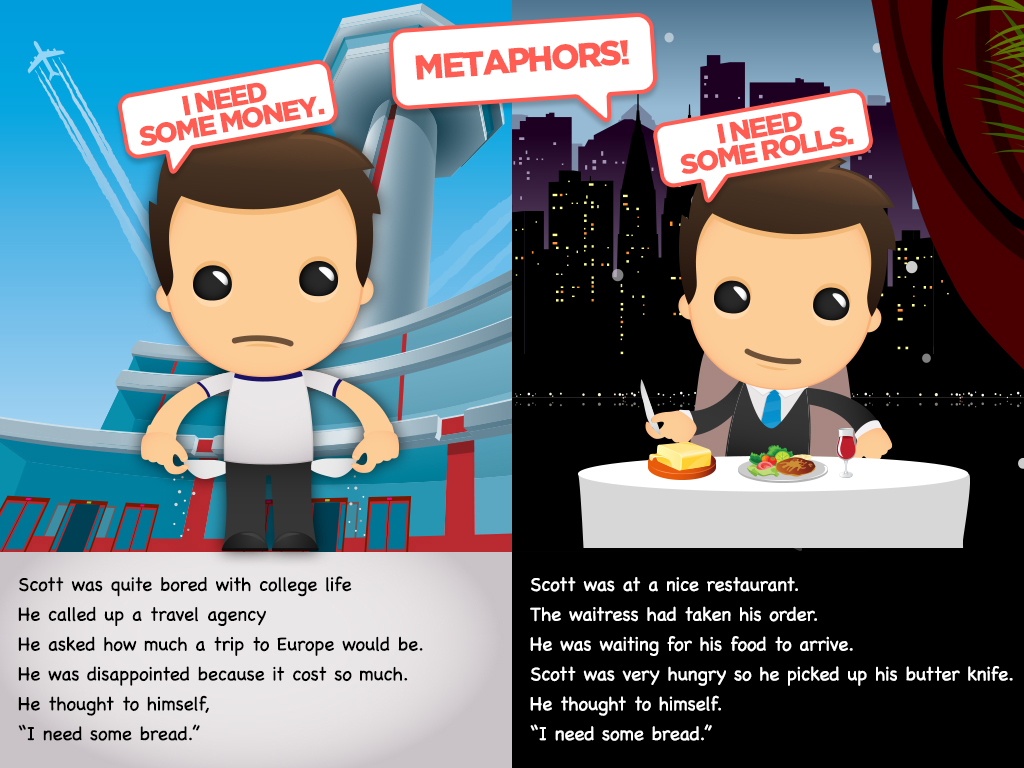 METAPHORS!
I NEED
SOME MONEY.
I NEED
SOME ROLLS.
Scott was quite bored with college life
He called up a travel agency
He asked how much a trip to Europe would be.
He was disappointed because it cost so much.
He thought to himself,
“I need some bread.”
Scott was at a nice restaurant.
The waitress had taken his order.
He was waiting for his food to arrive.
Scott was very hungry so he picked up his butter knife.
He thought to himself.
“I need some bread.”